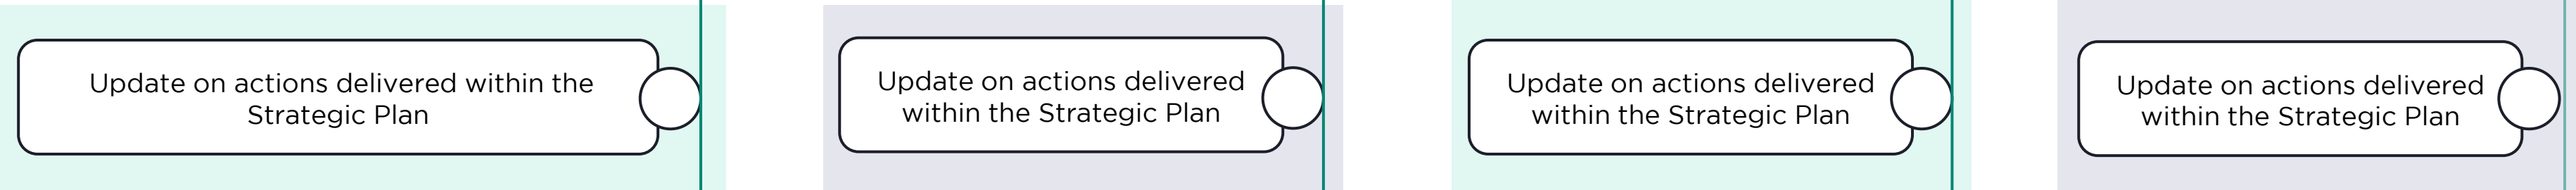 Update on actions delivered within the
Strategic Plan
Update on actions delivered
within the Strategic Plan
Update on actions delivered
within the Strategic Plan
Update on actions delivered
within the Strategic Plan